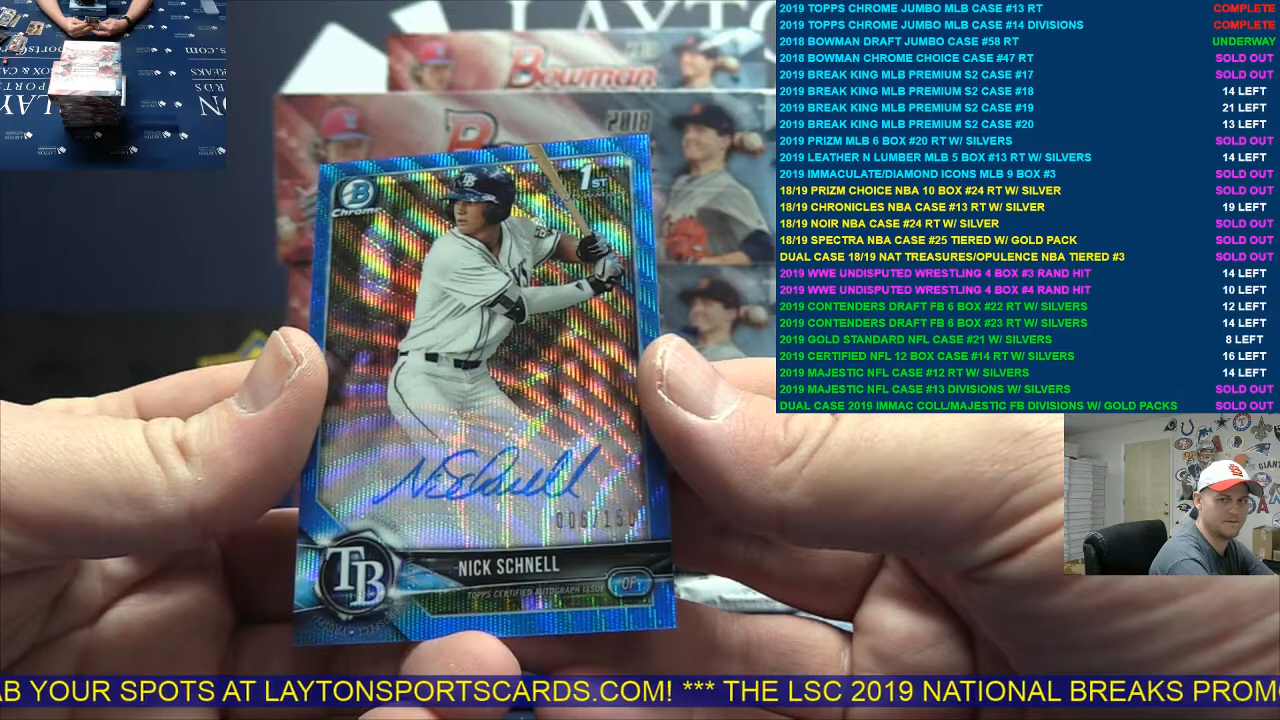 2019 TOPPS CHROME JUMBO MLB CASE #13 RT COMPLETE
2019 TOPPS CHROME JUMBO MLB CASE #14 DIVISIONS COMPLETE
2018 BOWMAN DRAFT JUMBO CASE #58 RT UNDERWAY
2018 BOWMAN CHROME CHOICE CASE #47 RT SOLD OUT
2019 BREAK KING MLB PREMIUM S2 CASE #17 SOLD OUT
2019 BREAK KING MLB PREMIUM S2 CASE #18 14 LEFT
2019 BREAK KING MLB PREMIUM S2 CASE #19 21 LEFT
2019 BREAK KING MLB PREMIUM S2 CASE #20 13 LEFT
2019 PRIZM MLB 6 BOX #20 RT W/ SILVERS SOLD OUT
2019 LEATHER N LUMBER MLB 5 BOX #13 RT W/ SILVERS 14 LEFT
2019 IMMACULATE/DIAMOND ICONS MLB 9 BOX #3 SOLD OUT
18/19 PRIZM CHOICE NBA 10 BOX #24 RT W/ SILVER SOLD OUT
18/19 CHRONICLES NBA CASE #13 RT W/ SILVER 19 LEFT
18/19 NOIR NBA CASE #24 RT W/ SILVER SOLD OUT
18/19 SPECTRA NBA CASE #25 TIERED W/ GOLD PACK SOLD OUT
DUAL CASE 18/19 NAT TREASURES/OPULENCE NBA TIERED #3 SOLD OUT
2019 WWE UNDISPUTED WRESTLING 4 BOX #3 RAND HIT 14 LEFT
2019 WWE UNDISPUTED WRESTLING 4 BOX #4 RAND HIT 10 LEFT
2019 CONTENDERS DRAFT FB 6 BOX #22 RT W/ SILVERS 12 LEFT
2019 CONTENDERS DRAFT FB 6 BOX #23 RT W/ SILVERS 14 LEFT
2019 GOLD STANDARD NFL CASE #21 W/ SILVERS 8 LEFT
2019 CERTIFIED NFL 12 BOX CASE #14 RT W/ SILVERS 16 LEFT
2019 MAJESTIC NFL CASE #12 RT W/ SILVERS 14 LEFT
2019 MAJESTIC NFL CASE #13 DIVISIONS W/ SILVERS SOLD OUT
DUAL CASE 2019 IMMAC COLL/MAJESTIC FB DIVISIONS W/ GOLD PACKS SOLD OUT
LAYTON
Bowman
2018
B Chrome
1ST
N Schnell
006/150
TB
NICK SCHNELL
TOPPS CERTIFIED AUTOGRAPH ISSUE
OF
GIANTS
AB YOUR SPOTS AT LAYTONSPORTSCARDS.COM! *** THE LSC 2019 NATIONAL BREAKS PROM